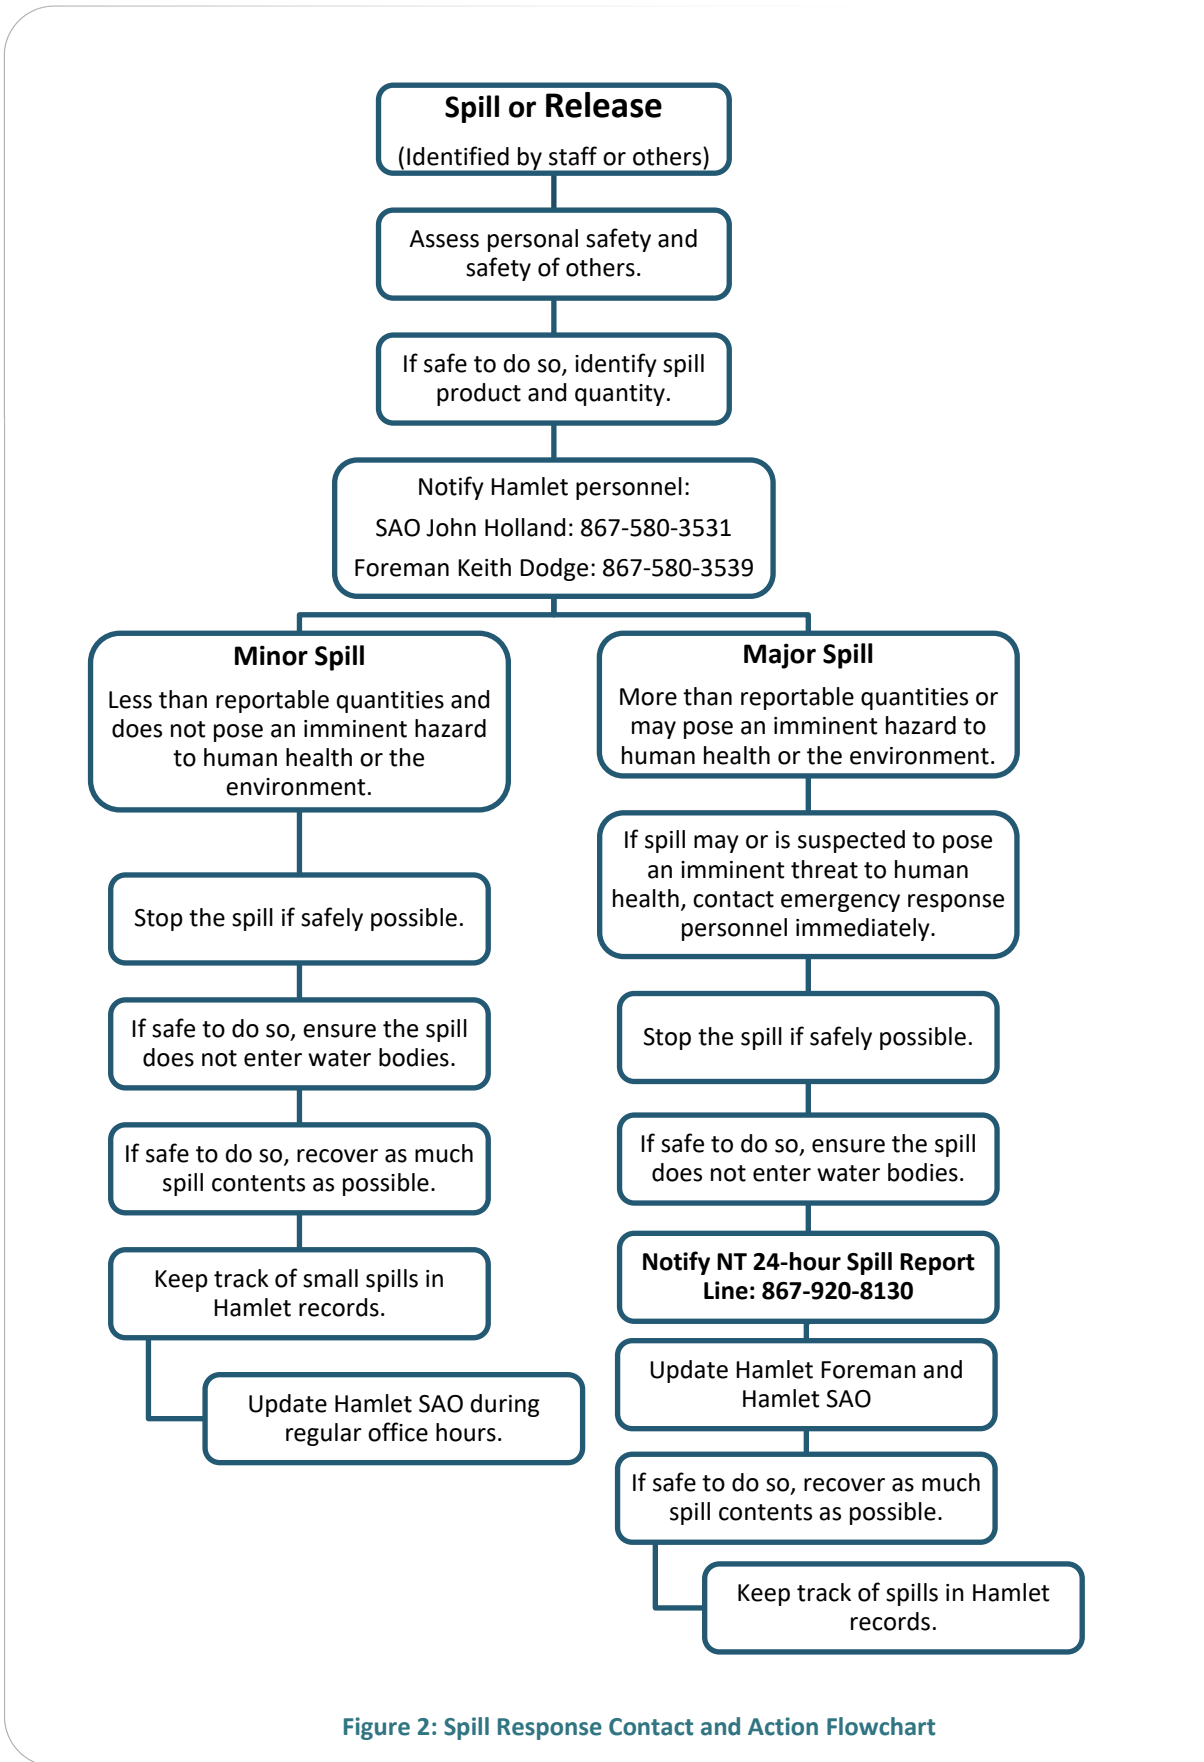 Spill or Release
(Identified by staff or others)
Assess personal safety and
safety of others.
If safe to do so, identify spill
product and quantity.
Notify Hamlet personnel:
SAO John Holland: 867-580-3531
Foreman Keith Dodge: 867-580-3539
Minor Spill
Less than reportable quantities and
does not pose an imminent hazard
to human health or the
environment.
Stop the spill if safely possible.
If safe to do so, ensure the spill
does not enter water bodies.
If safe to do so, recover as much
spill contents as possible.
Keep track of small spills in
Hamlet records.
Update Hamlet SAO during
regular office hours.
Major Spill
More than reportable quantities or
may pose an imminent hazard to
human health or the environment.
If spill may or is suspected to pose
an imminent threat to human
health, contact emergency response
personnel immediately.
Stop the spill if safely possible.
If safe to do so, ensure the spill
does not enter water bodies.
Notify NT 24-hour Spill Report
Line: 867-920-8130
Update Hamlet Foreman and
Hamlet SAO
If safe to do so, recover as much
spill contents as possible.
Keep track of spills in Hamlet
records.
Figure 2: Spill Response Contact and Action Flowchart